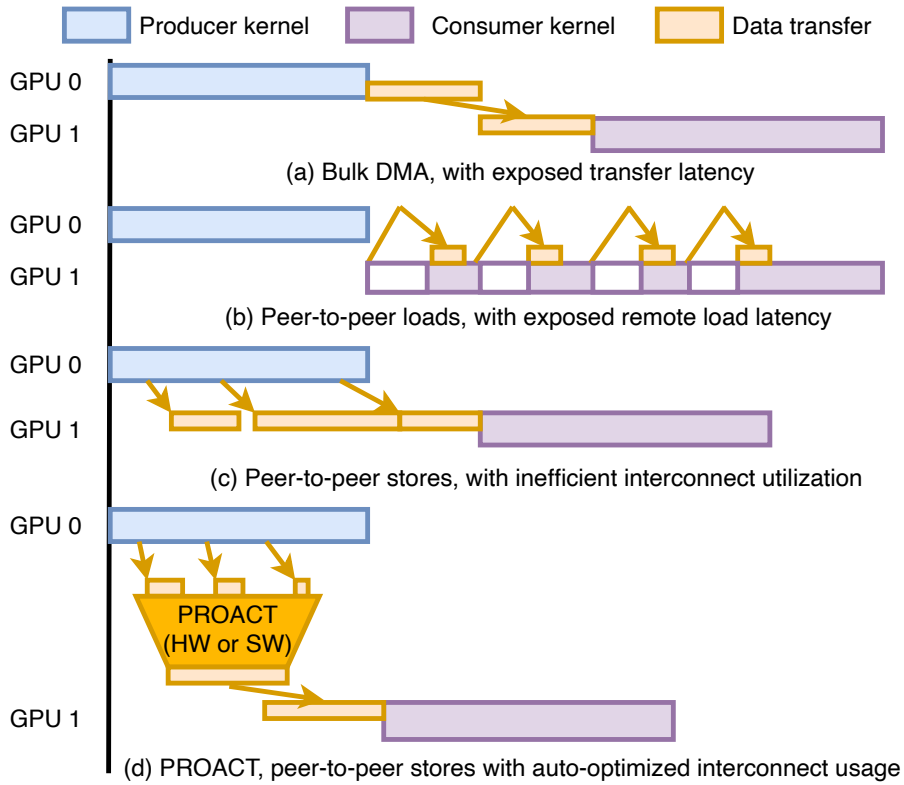 Producer kernel
Consumer kernel
Data transfer
GPU 0
GPU 1
(a) Bulk DMA, with exposed transfer latency
GPU 0
GPU 1
(b) Peer-to-peer loads, with exposed remote load latency
GPU 0
GPU 1
(c) Peer-to-peer stores, with inefficient interconnect utilization
GPU 0
PROACT
(HW or SW)
GPU 1
(d) PROACT, peer-to-peer stores with auto-optimized interconnect usage